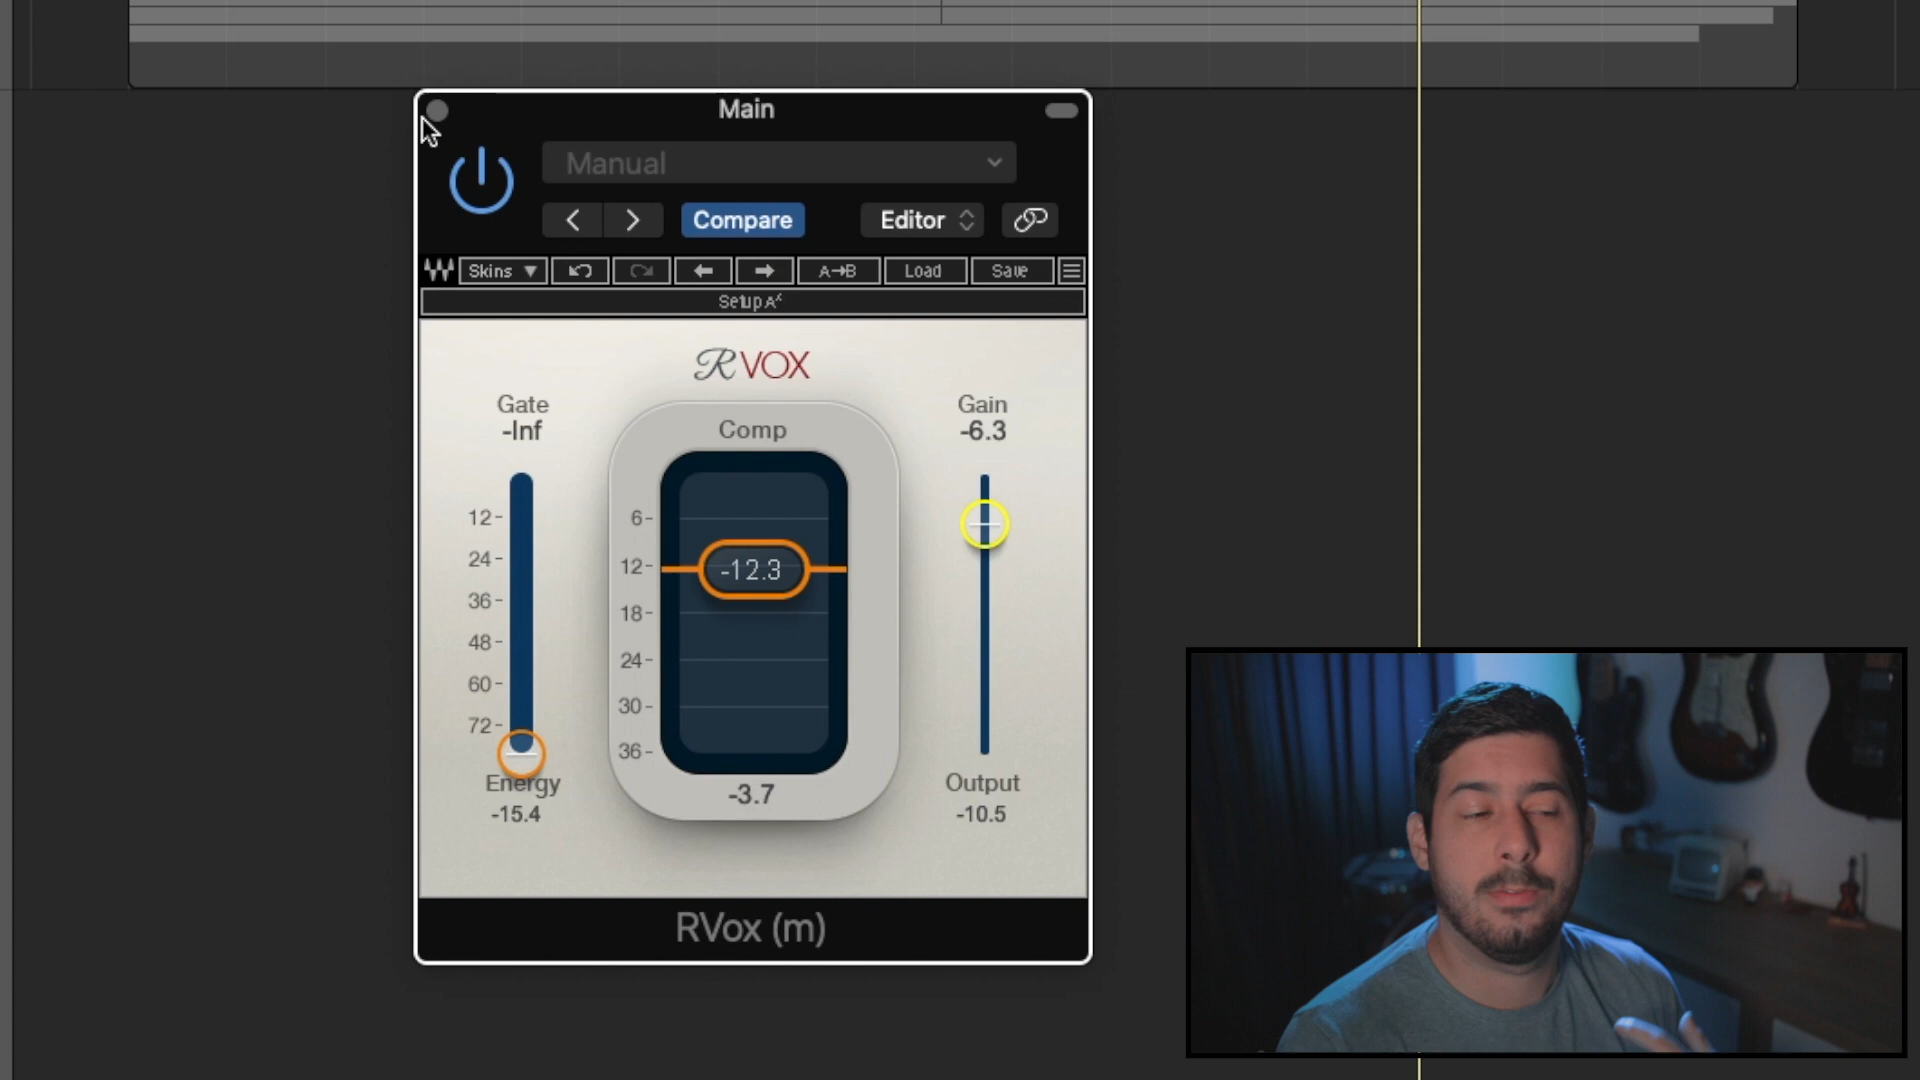 Main
Manual
Compare
Editor
Skins
A→B
Load
Save
Setup A*
R VOX
Gate
-Inf
Comp
Gain
-6.3
12
24
36
48
60
72
6
12
18
24
30
36
-12.3
Energy
-15.4
-3.7
Output
-10.5
RVox (m)